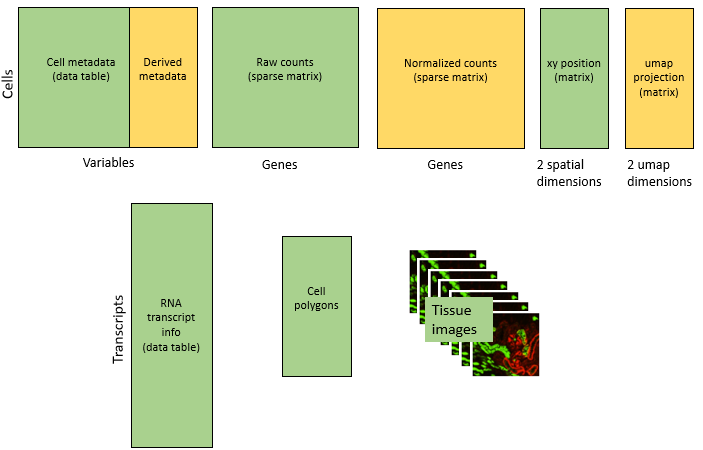 Cells
Cell metadata
(data table)
Derived
metadata
Raw counts
(sparse matrix)
Normalized counts
(sparse matrix)
xy position
(matrix)
umap
projection
(matrix)
Variables
Genes
Genes
2 spatial
dimensions
2 umap
dimensions
Transcripts
RNA
transcript
info
(data table)
Cell
polygons
Tissue
images